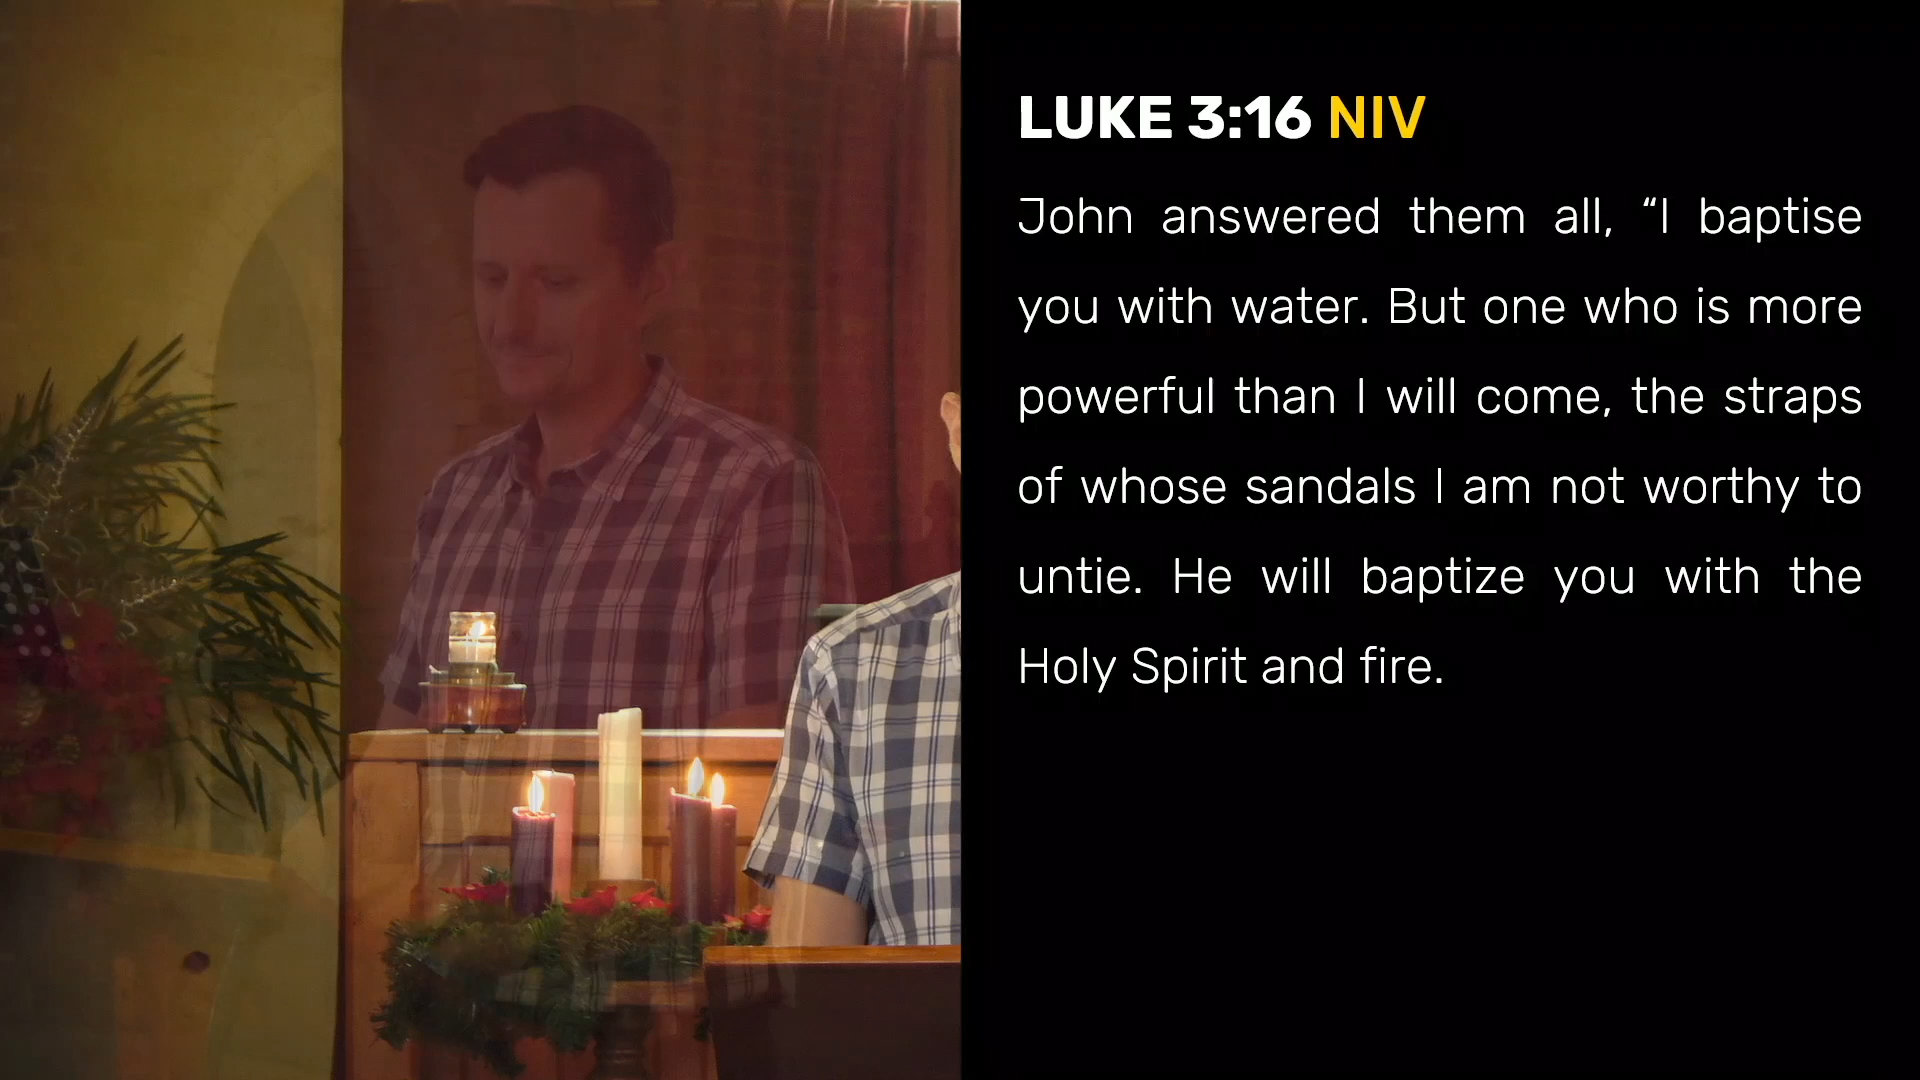 LUKE 3:16 NIV
John answered them all, “I baptise
you with water. But one who is more
powerful than I will come, the straps
of whose sandals I am not worthy to
untie. He will baptize you with the
Holy Spirit and fire.